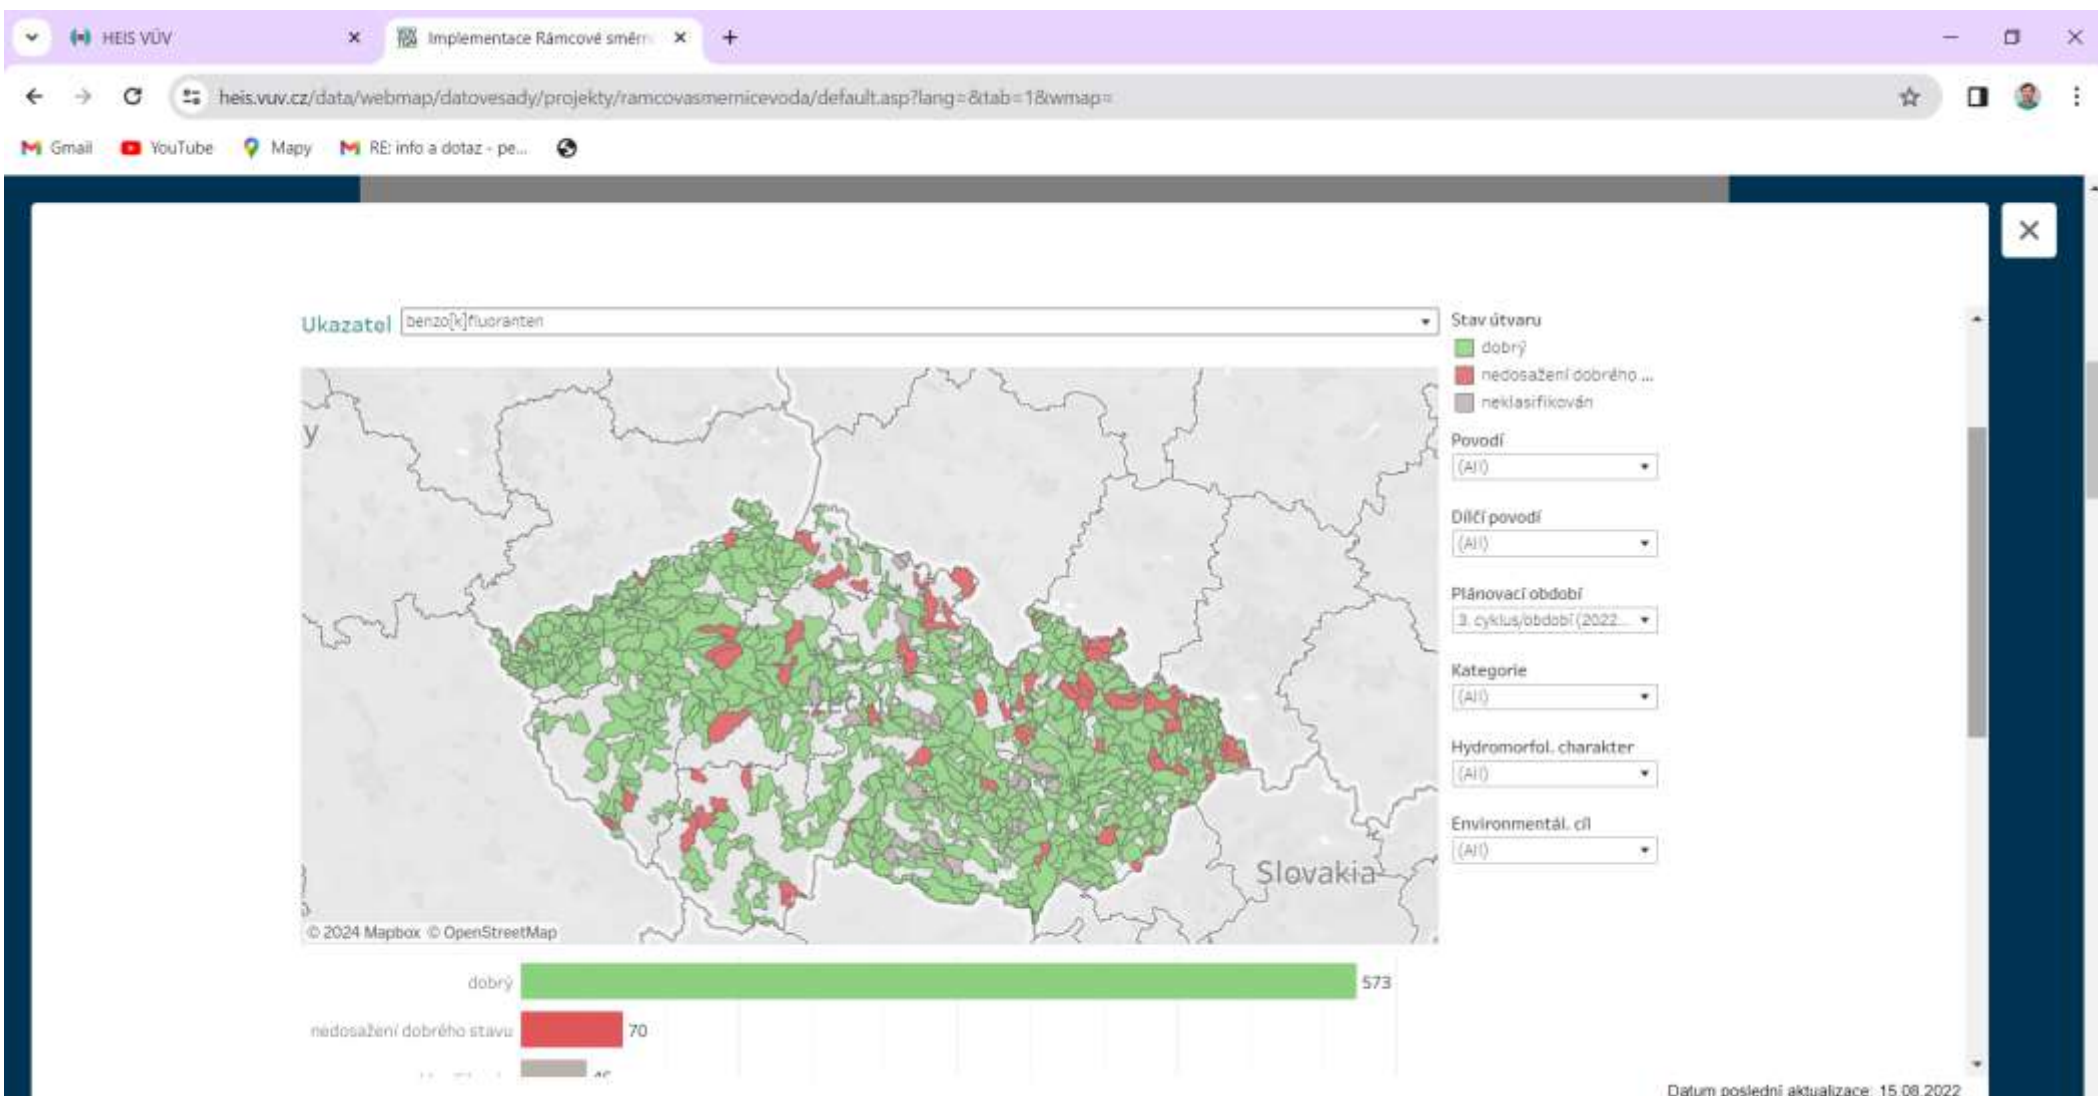 HEIS VÚV
Implementace Rámcové směrn
heis.vuv.cz/data/webmap/datovesady/projekty/ramcovasmernicevoda/default.asp?lang=&tab=1&wmap=
Gmail YouTube Mapy RE: info a dotaz - pe...
Ukazatel benzo[k]fluoranten
Stav útvaru
dobrý
nedosažení dobrého ...
neklasifikován
Povodí
(All)
Dílčí povodí
(All)
Plánovací období
3. cyklus/období (2022...
Kategorie
(All)
Hydromorfol. charakter
(All)
Environmentál. cíl
(All)
y
Slovakia
© 2024 Mapbox © OpenStreetMap
dobrý 573
nedosažení dobrého stavu 70
Datum poslední aktualizace: 15.08.2022